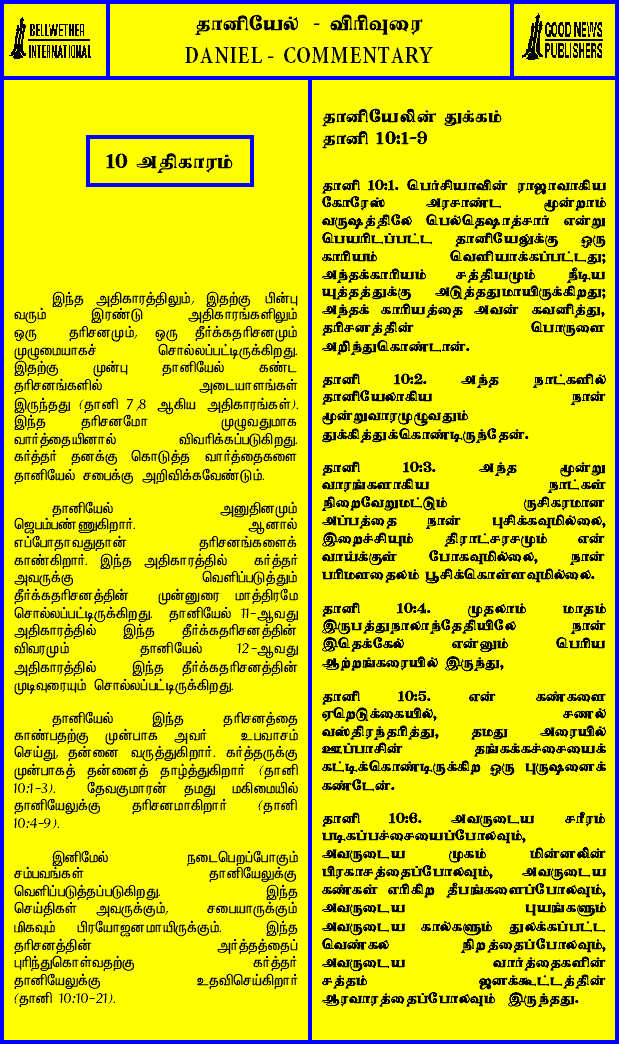 BELLWETHER
INTERNATIONAL
தானியேல் - விரிவுரை
DANIEL - COMMENTARY
GOOD NEWS
PUBLISHERS
10 அதிகாரம்
இந்த அதிகாரத்திலும், இதற்கு பின்பு
வரும் இரண்டு அதிகாரங்களிலும்
ஒரு தரிசனமும், ஒரு தீர்க்கதரிசனமும்
முழுமையாகச் சொல்லப்பட்டிருக்கிறது.
இதற்கு முன்பு தானியேல் கண்ட
தரிசனங்களில் அடையாளங்கள்
இருந்தது (தானி 7,8 ஆகிய அதிகாரங்கள்).
இந்த தரிசனமோ முழுவதுமாக
வார்த்தையினால் விவரிக்கப்படுகிறது.
கர்த்தர் தனக்கு கொடுத்த வார்த்தைகளை
தானியேல் சபைக்கு அறிவிக்கவேண்டும்.
தானியேல் அனுதினமும்
ஜெபம்பண்ணுகிறார். ஆனால்
எப்போதாவதுதான் தரிசனங்களைக்
காண்கிறார். இந்த அதிகாரத்தில் கர்த்தர்
அவருக்கு வெளிப்படுத்தும்
தீர்க்கதரிசனத்தின் முன்னுரை மாத்திரமே
சொல்லப்பட்டிருக்கிறது. தானியேல் 11-ஆவது
அதிகாரத்தில் இந்த தீர்க்கதரிசனத்தின்
விவரமும் தானியேல் 12-ஆவது
அதிகாரத்தில் இந்த தீர்க்கதரிசனத்தின்
முடிவுரையும் சொல்லப்பட்டிருக்கிறது.
தானியேல் இந்த தரிசனத்தை
காண்பதற்கு முன்பாக அவர் உபவாசம்
செய்து, தன்னை வருத்துகிறார். கர்த்தருக்கு
முன்பாகத் தன்னைத் தாழ்த்துகிறார் (தானி
10:1-3). தேவகுமாரன் தமது மகிமையில்
தானியேலுக்கு தரிசனமாகிறார் (தானி
10:4-9).
இனிமேல் நடைபெறப்போகும்
சம்பவங்கள் தானியேலுக்கு
வெளிப்படுத்தப்படுகிறது. இந்த
செய்திகள் அவருக்கும், சபையாருக்கும்
மிகவும் பிரயோஜனமாயிருக்கும். இந்த
தரிசனத்தின் அர்த்தத்தைப்
புரிந்துகொள்வதற்கு கர்த்தர்
தானியேலுக்கு உதவிசெய்கிறார்
(தானி 10:10-21).
தானியேலின் துக்கம்
தானி 10:1-9
தானி 10:1. பெர்சியாவின் ராஜாவாகிய
கோரேஸ் அரசாண்ட மூன்றாம்
வருஷத்திலே பெல்தெஷாத்சார் என்று
பெயரிடப்பட்ட தானியேலுக்கு ஒரு
காரியம் வெளியாக்கப்பட்டது;
அந்தக்காரியம் சத்தியமும் நீடிய
யுத்தத்துக்கு அடுத்ததுமாயிருக்கிறது;
அந்தக் காரியத்தை அவன் கவனித்து,
தரிசனத்தின் பொருளை
அறிந்துகொண்டான்.
தானி 10:2. அந்த நாட்களில்
தானியேலாகிய நான்
மூன்றுவாரமுழுவதும்
துக்கித்துக்கொண்டிருந்தேன்.
தானி 10:3. அந்த மூன்று
வாரங்களாகிய நாட்கள்
நிறைவேறுமட்டும் ருசிகரமான
அப்பத்தை நான் புசிக்கவுமில்லை,
இறைச்சியும் திராட்சரசமும் என்
வாய்க்குள் போகவுமில்லை, நான்
பரிமளதைலம் பூசிக்கொள்ளவுமில்லை.
தானி 10:4. முதலாம் மாதம்
இருபத்துநாலாந்தேதியிலே நான்
இதெக்கேல் என்னும் பெரிய
ஆற்றங்கரையில் இருந்து,
தானி 10:5. என் கண்களை
ஏறெடுக்கையில், சணல்
வஸ்திரந்தரித்து, தமது அரையில்
ஊப்பாசின் தங்கக்கச்சையைக்
கட்டிக்கொண்டிருக்கிற ஒரு புருஷனைக்
கண்டேன்.
தானி 10:6. அவருடைய சரீரம்
படிகப்பச்சையைப்போலவும்,
அவருடைய முகம் மின்னலின்
பிரகாசத்தைப்போலவும், அவருடைய
கண்கள் எரிகிற தீபங்களைப்போலவும்,
அவருடைய புயங்களும்
அவருடைய கால்களும் துலக்கப்பட்ட
வெண்கல நிறத்தைப்போலவும்,
அவருடைய வார்த்தைகளின்
சத்தம் ஜனக்கூட்டத்தின்
ஆரவாரத்தைப்போலவும் இருந்தது.